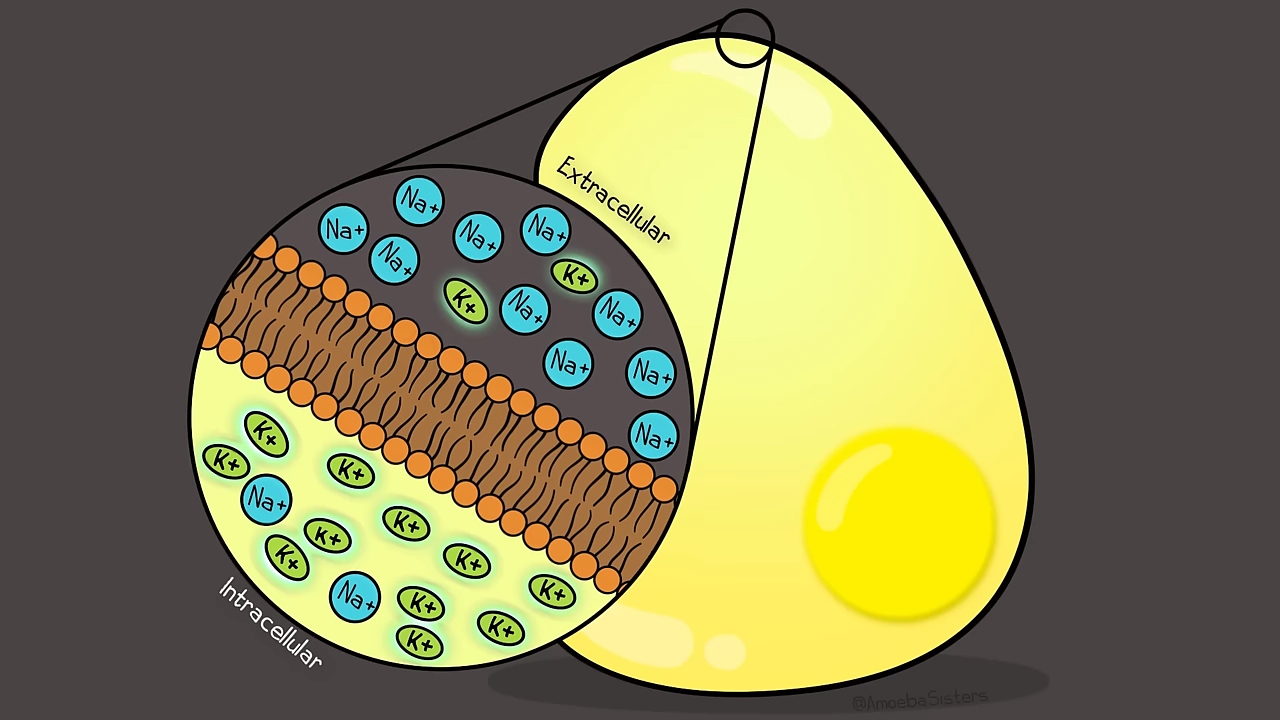 Extracellular
Na+
Na+
Na+
Na+
Na+
K+
K+
Na+
Na+
Na+
Na+
Na+
K+
K+
K+
Na+
K+
K+
K+
K+
K+
Na+
K+
K+
K+
Intracellular
@AmoebaSisters